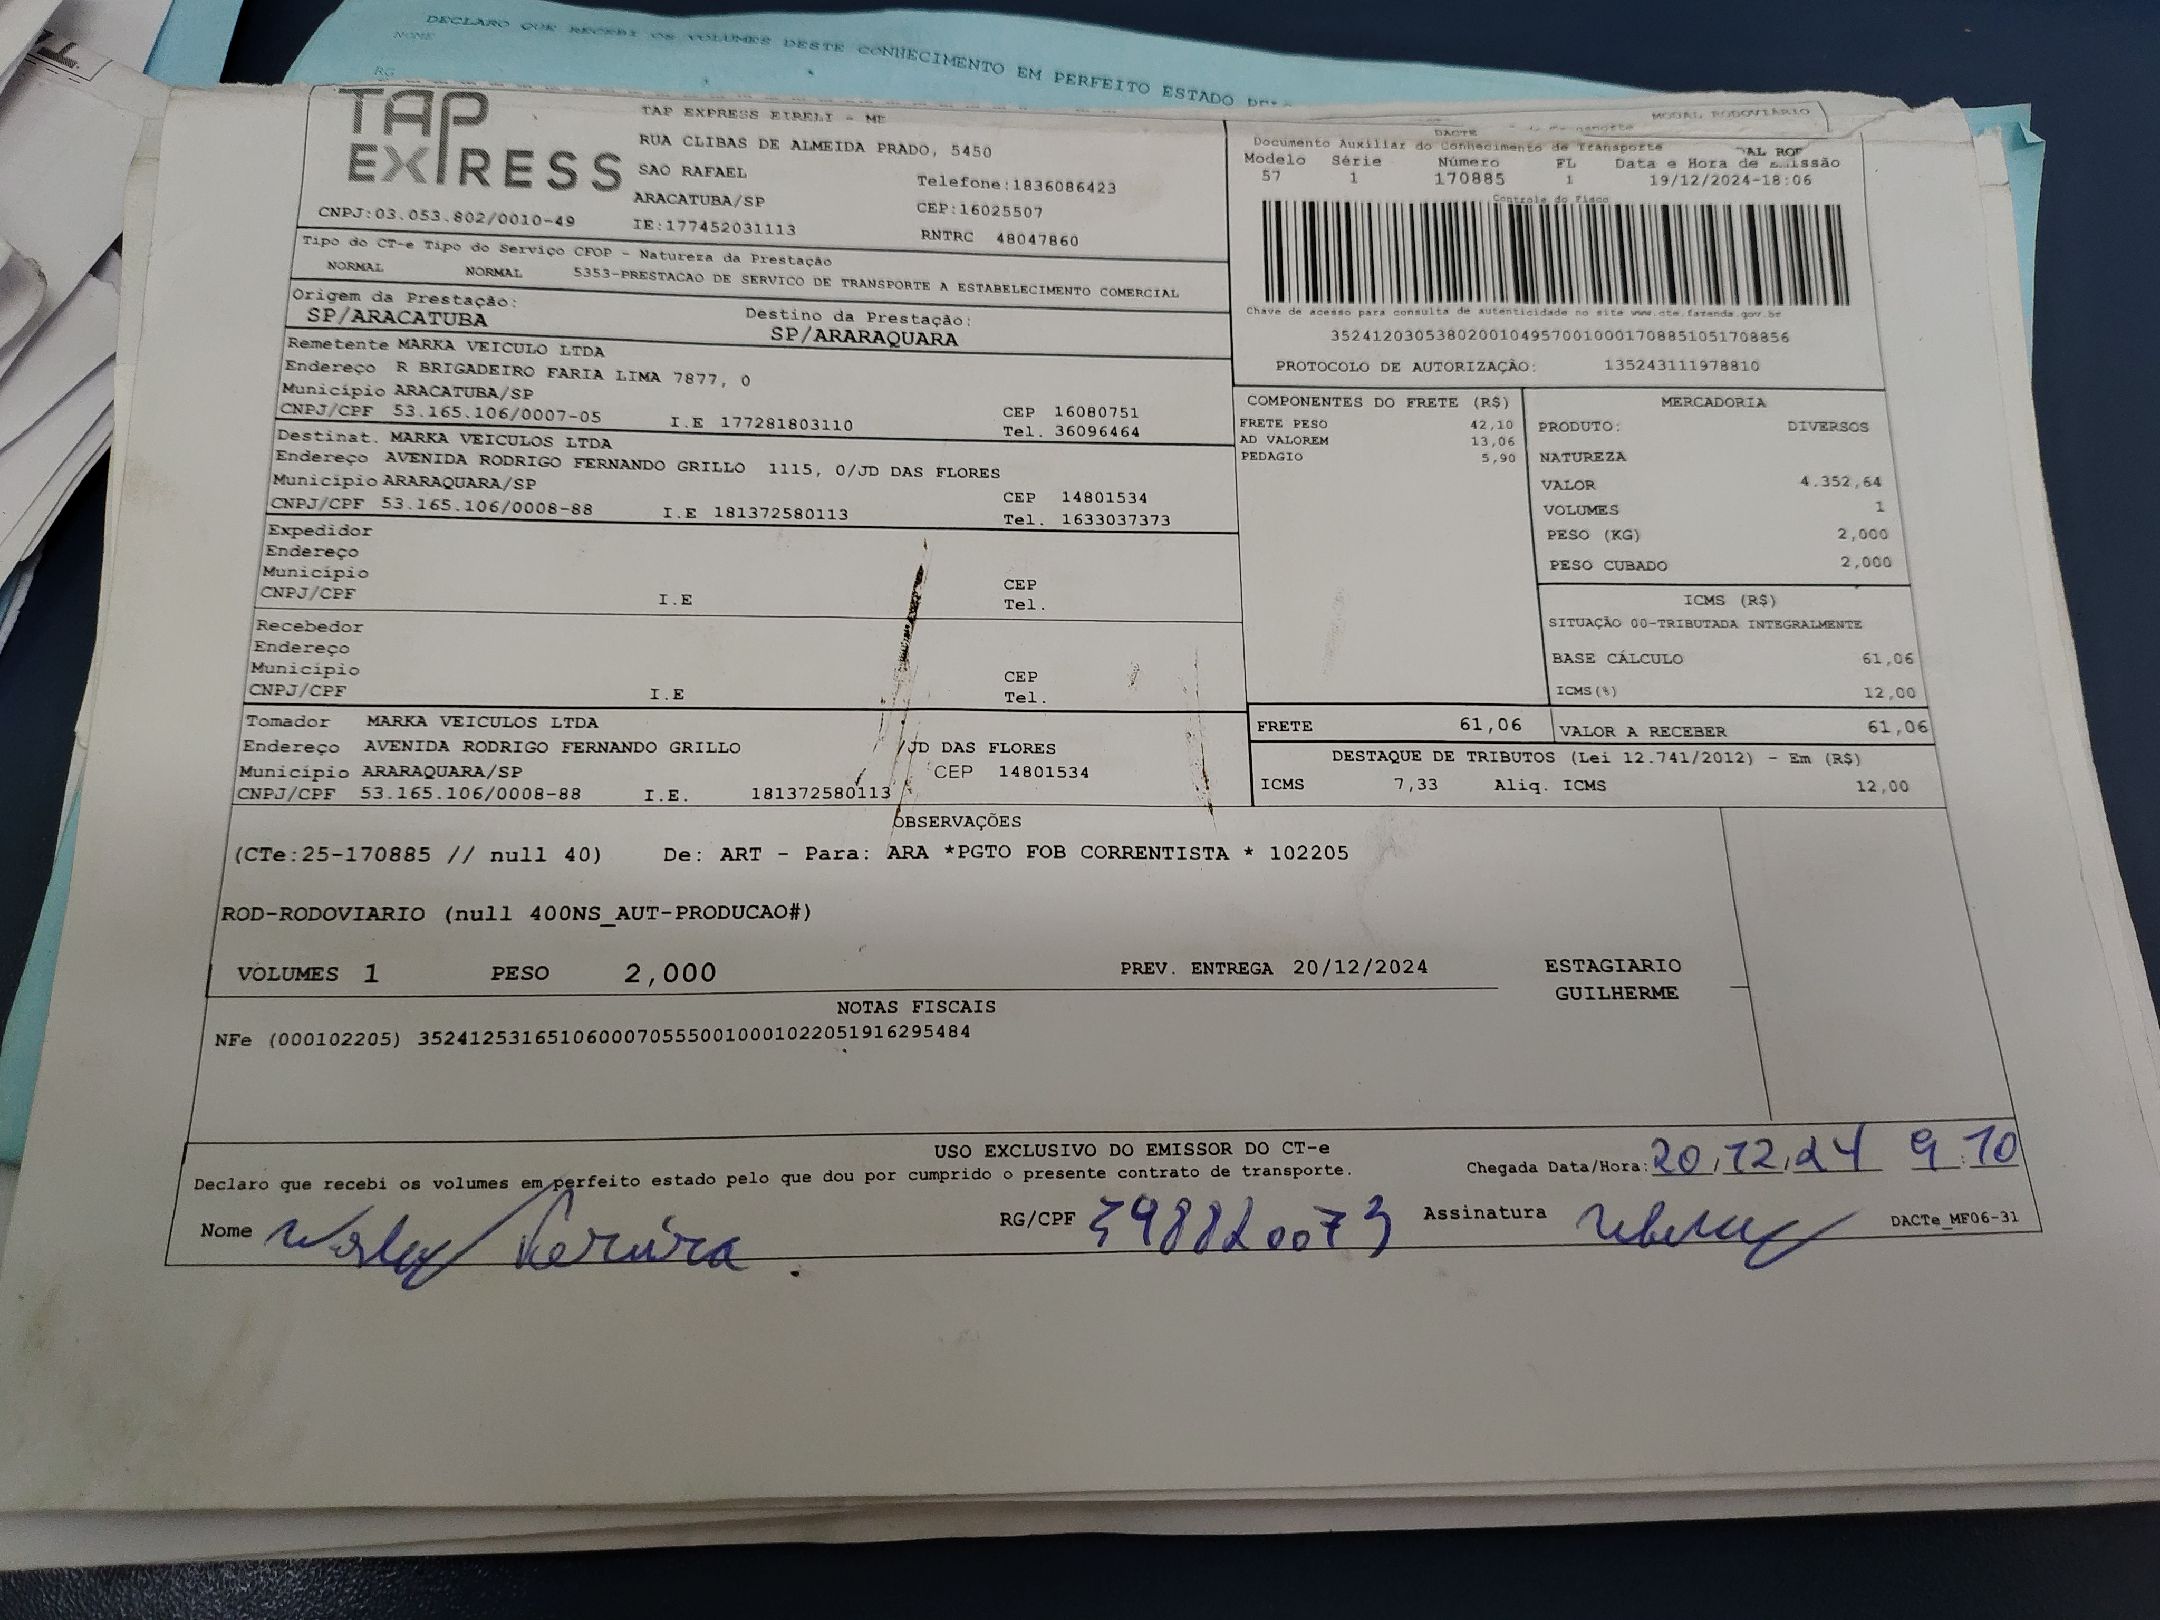 DECLARO QUE RECEBI OS VOLUMES DESTE CONHECIMENTO EM PERFEITO ESTADO
NOME
RG
TAP EXPRESS
TAP EXPRESS EIRELI - ME
RUA CLIBAS DE ALMEIDA PRADO, 5450
SAO RAFAEL
Telefone:1836086423
ARACATUBA/SP
CEP:16025507
CNPJ:03.053.802/0010-49
IE:177452031113
RNTRC 48047860
MODAL RODOVIÁRIO
DACTE
Documento Auxiliar do Conhecimento de Transporte
Modelo Série Número FL Data e Hora de Emissão
57 1 170885 1 19/12/2024-18:06
Controle do Fisco
Chave de acesso para consulta de autenticidade no site www.cte.fazenda.gov.br
35241203053802001049570010001708851051708856
PROTOCOLO DE AUTORIZAÇÃO: 135243111978810
Tipo do CT-e Tipo do Serviço CFOP - Natureza da Prestação
NORMAL NORMAL 5353-PRESTACAO DE SERVICO DE TRANSPORTE A ESTABELECIMENTO COMERCIAL
Origem da Prestação: Destino da Prestação:
SP/ARACATUBA SP/ARARAQUARA
Remetente MARKA VEICULO LTDA
Endereço R BRIGADEIRO FARIA LIMA 7877, 0
Município ARACATUBA/SP CEP 16080751
CNPJ/CPF 53.165.106/0007-05 I.E 177281803110 Tel. 36096464
Destinat. MARKA VEICULOS LTDA
Endereço AVENIDA RODRIGO FERNANDO GRILLO 1115, 0/JD DAS FLORES
Município ARARAQUARA/SP CEP 14801534
CNPJ/CPF 53.165.106/0008-88 I.E 181372580113 Tel. 1633037373
Expedidor
Endereço
Município CEP
CNPJ/CPF I.E Tel.
Recebedor
Endereço
Município CEP
CNPJ/CPF I.E Tel.
Tomador MARKA VEICULOS LTDA
Endereço AVENIDA RODRIGO FERNANDO GRILLO /JD DAS FLORES
Município ARARAQUARA/SP CEP 14801534
CNPJ/CPF 53.165.106/0008-88 I.E. 181372580113
COMPONENTES DO FRETE (R$)
FRETE PESO 42,10
AD VALOREM 13,06
PEDAGIO 5,90
MERCADORIA
PRODUTO: DIVERSOS
NATUREZA
VALOR 4.352,64
VOLUMES 1
PESO (KG) 2,000
PESO CUBADO 2,000
ICMS (R$)
SITUAÇÃO 00-TRIBUTADA INTEGRALMENTE
BASE CÁLCULO 61,06
ICMS(%) 12,00
FRETE 61,06 VALOR A RECEBER 61,06
DESTAQUE DE TRIBUTOS (Lei 12.741/2012) - Em (R$)
ICMS 7,33 Aliq. ICMS 12,00
OBSERVAÇÕES
(CTe:25-170885 // null 40) De: ART - Para: ARA *PGTO FOB CORRENTISTA * 102205
ROD-RODOVIARIO (null 400NS_AUT-PRODUCAO#)
VOLUMES 1 PESO 2,000 PREV. ENTREGA 20/12/2024 ESTAGIARIO
GUILHERME
NOTAS FISCAIS
NFe (000102205) 35241253165106000705550010001022051916295484
USO EXCLUSIVO DO EMISSOR DO CT-e
Declaro que recebi os volumes em perfeito estado pelo que dou por cumprido o presente contrato de transporte.
Chegada Data/Hora: 20,12,24 9:10
Nome Pereira RG/CPF 398820073 Assinatura
DACTe_MF06-31